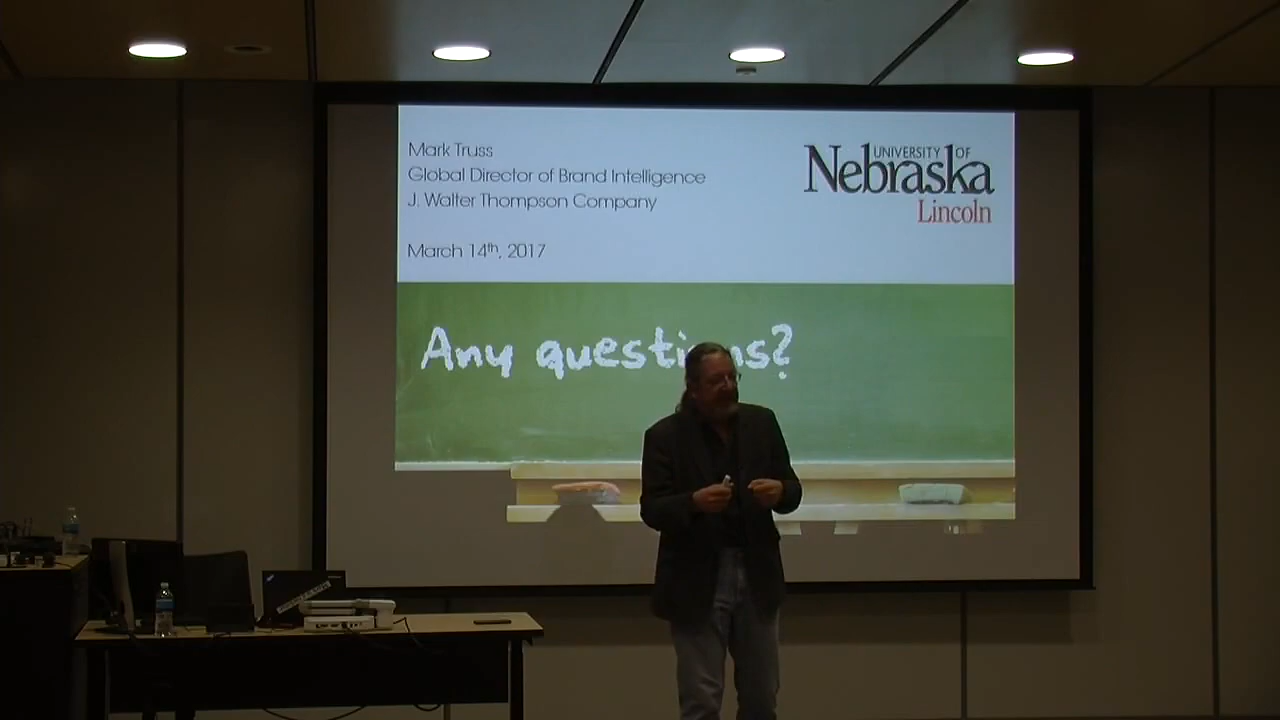 Mark Truss
Global Director of Brand Intelligence
J. Walter Thompson Company
March 14th, 2017
UNIVERSITY OF
Nebraska
Lincoln
Any questions?